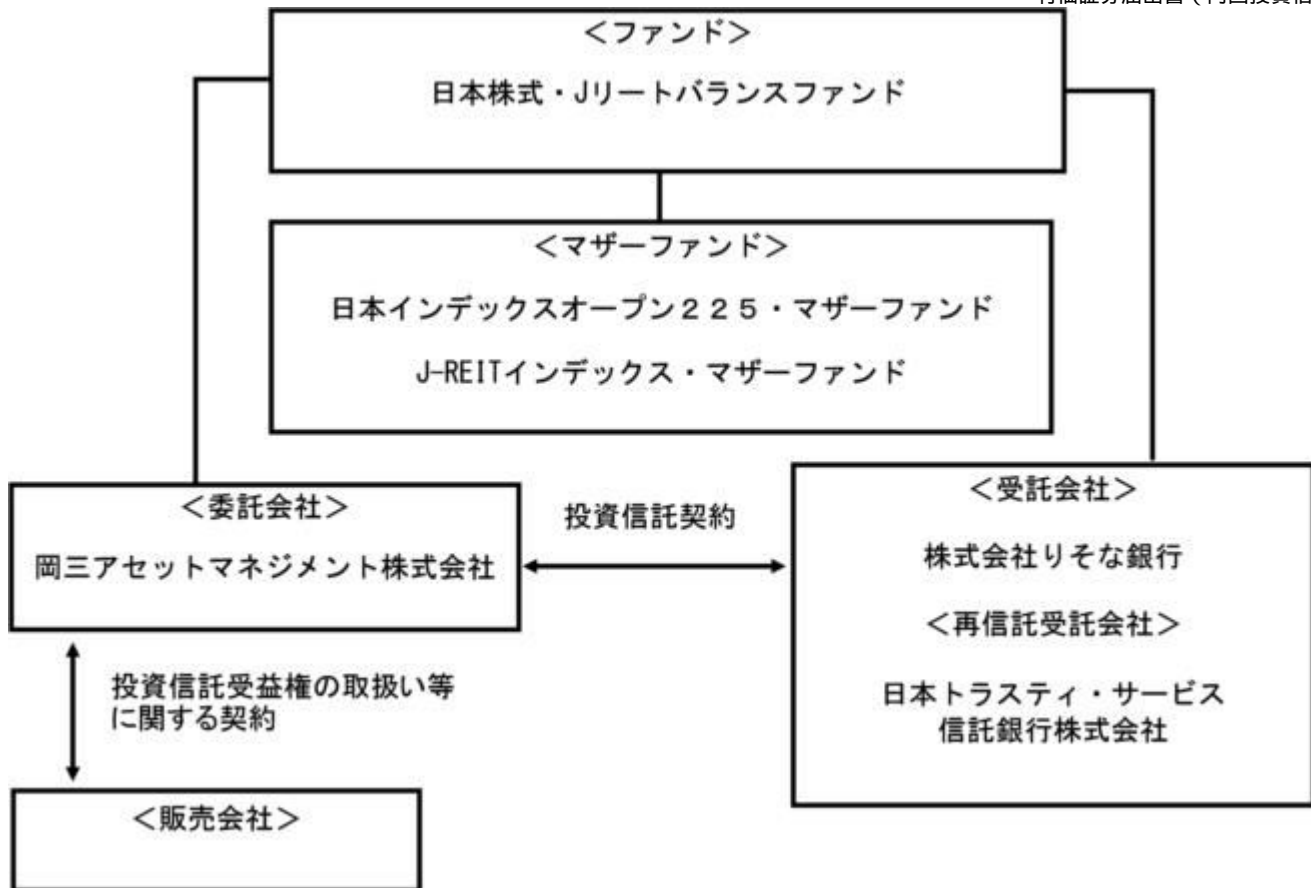 ＜ファンド＞
日本株式・Jリートバランスファンド
＜マザーファンド＞
日本インデックスオープン２２５・マザーファンド
J-REITインデックス・マザーファンド
＜委託会社＞
岡三アセットマネジメント株式会社
投資信託契約
＜受託会社＞
株式会社りそな銀行
＜再信託受託会社＞
日本トラスティ・サービス
信託銀行株式会社
投資信託受益権の取扱い等
に関する契約
＜販売会社＞